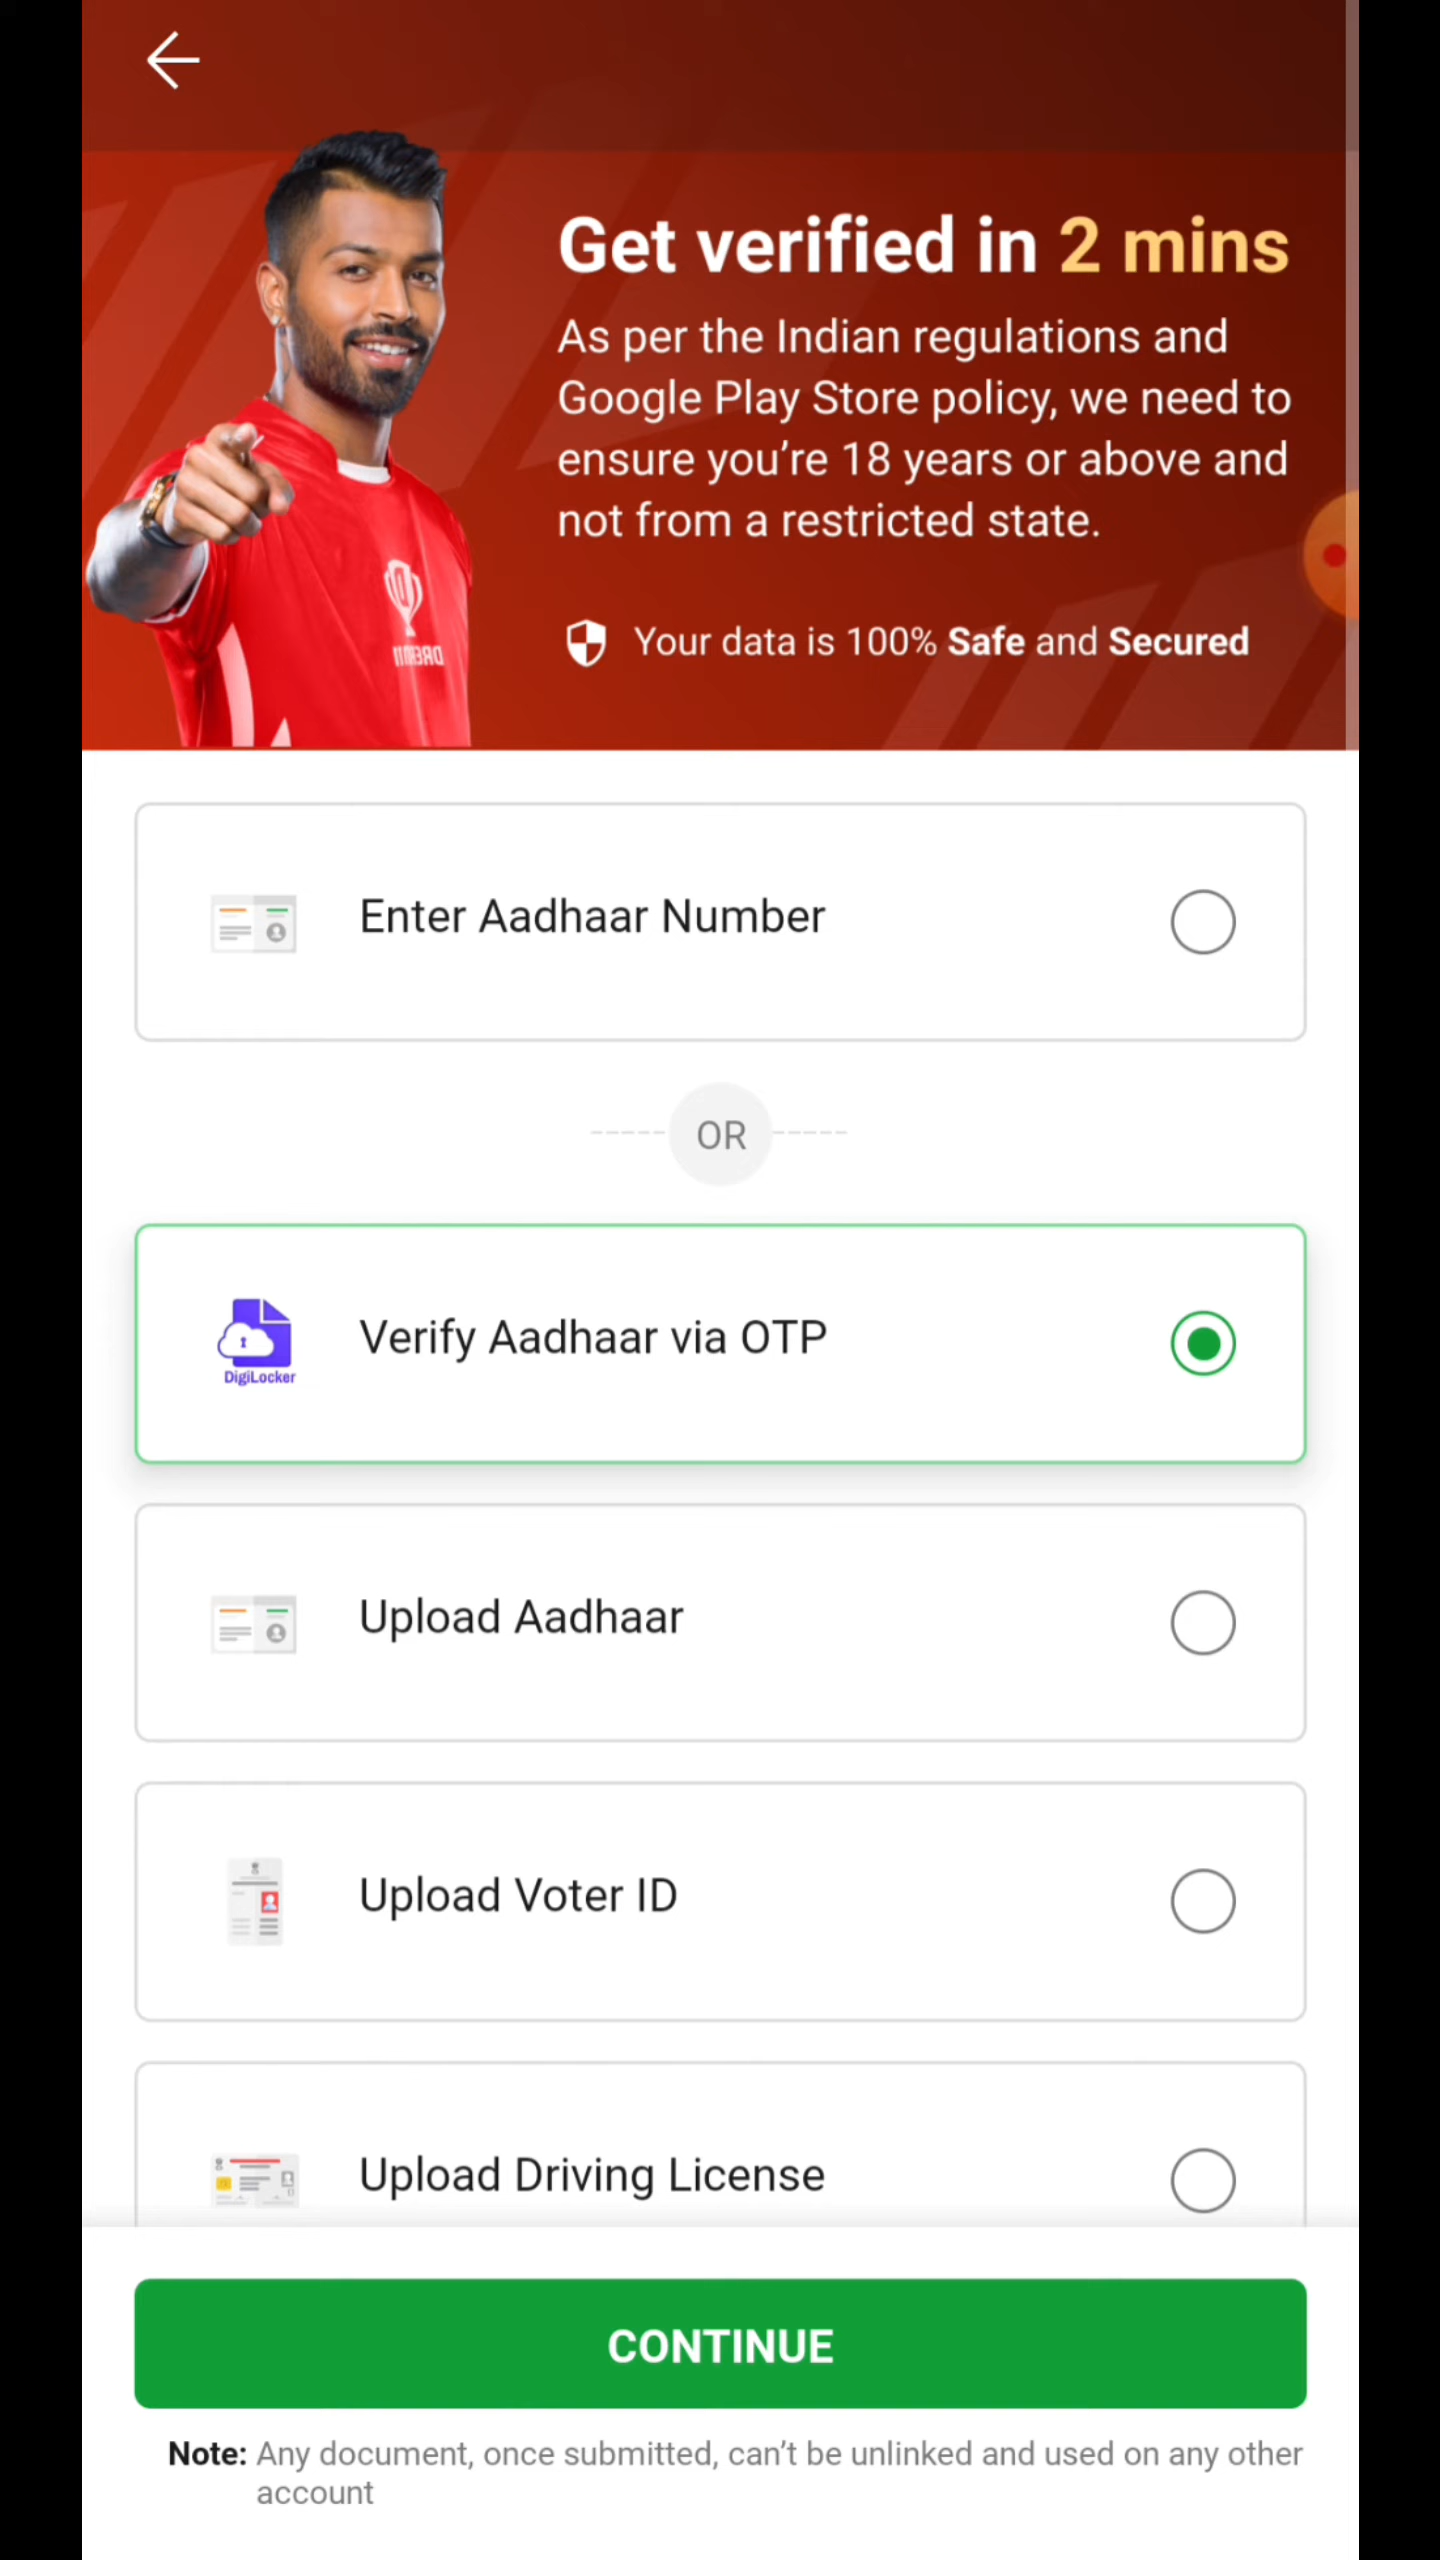 Get verified in 2 mins
As per the Indian regulations and
Google Play Store policy, we need to
ensure you’re 18 years or above and
not from a restricted state.
Your data is 100% Safe and Secured
DREAM11
Enter Aadhaar Number
OR
Verify Aadhaar via OTP
DigiLocker
Upload Aadhaar
Upload Voter ID
Upload Driving License
CONTINUE
Note: Any document, once submitted, can’t be unlinked and used on any other
account